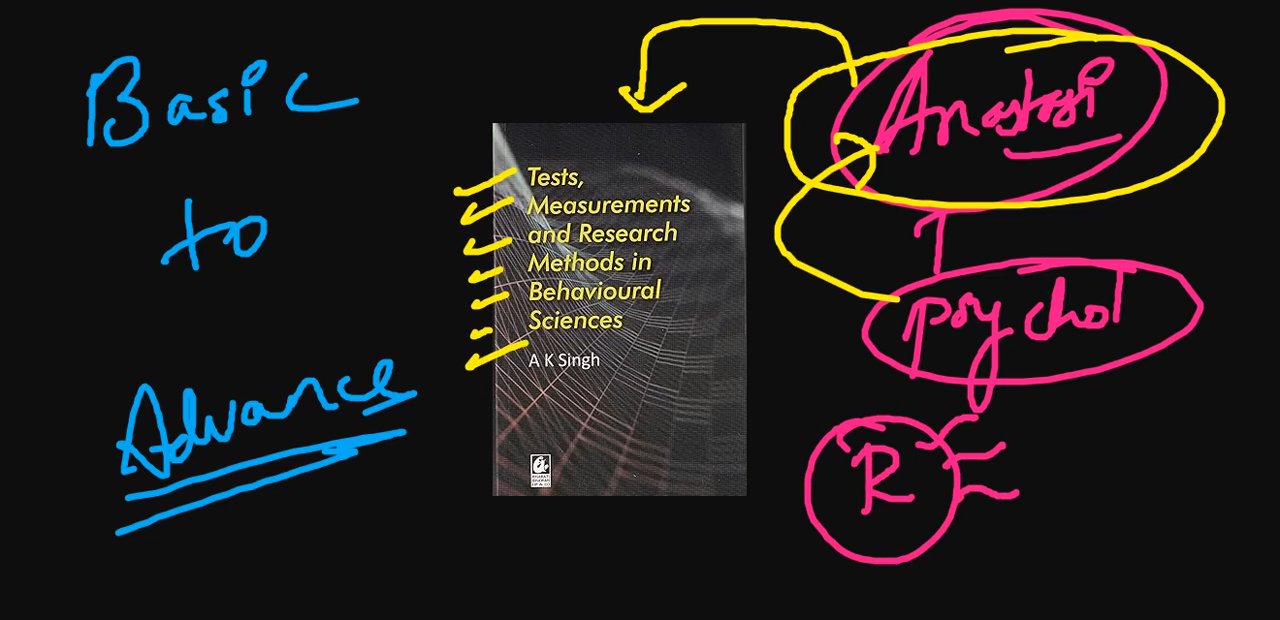 Basic
to
Advance
Tests,
Measurements
and Research
Methods in
Behavioural
Sciences
A K Singh
Anastasi
T
Psychol
R